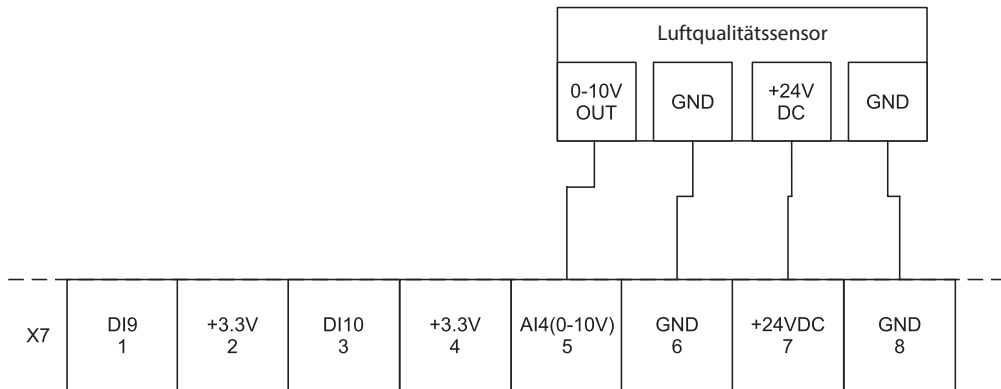 Luftqualitätssensor
0-10V
OUT
GND
+24V
DC
GND
X7
DI9
1
+3.3V
2
DI10
3
+3.3V
4
AI4(0-10V)
5
GND
6
+24VDC
7
GND
8